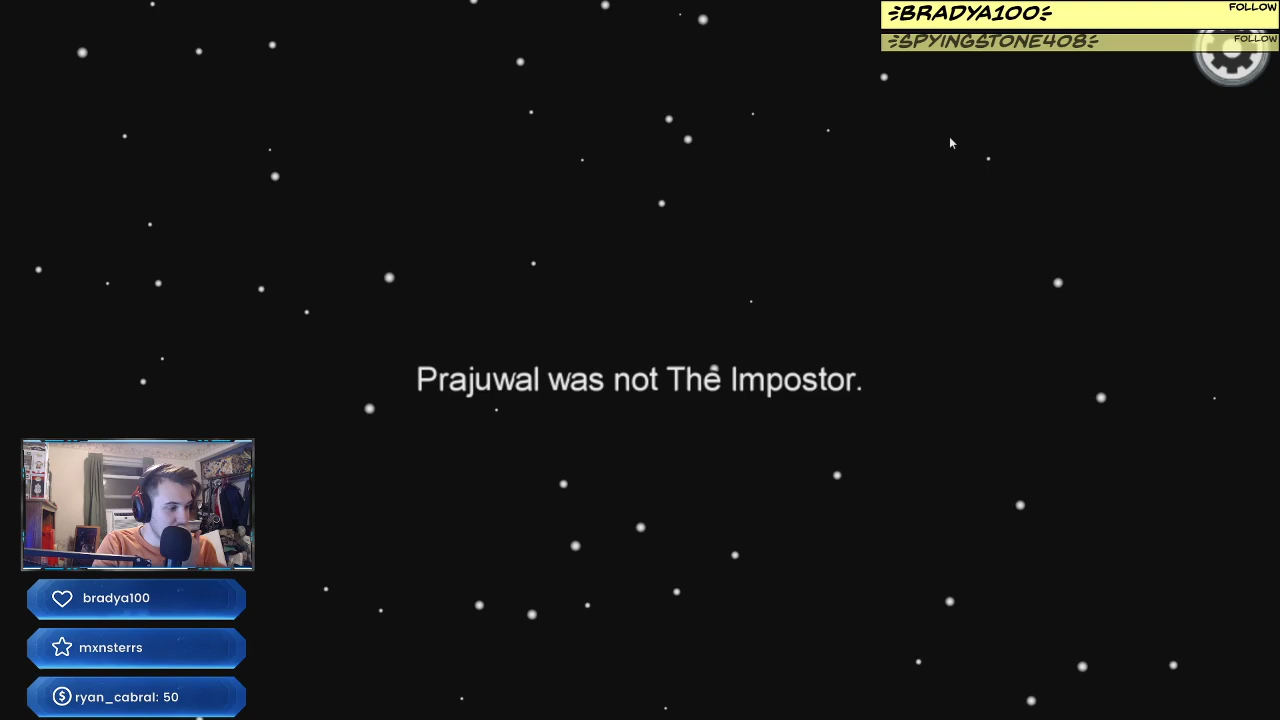 BRADYA100
FOLLOW
SPYINGSTONE408
FOLLOW
Prajuwal was not The Impostor.
bradya100
mxnsterrs
ryan_cabral: 50